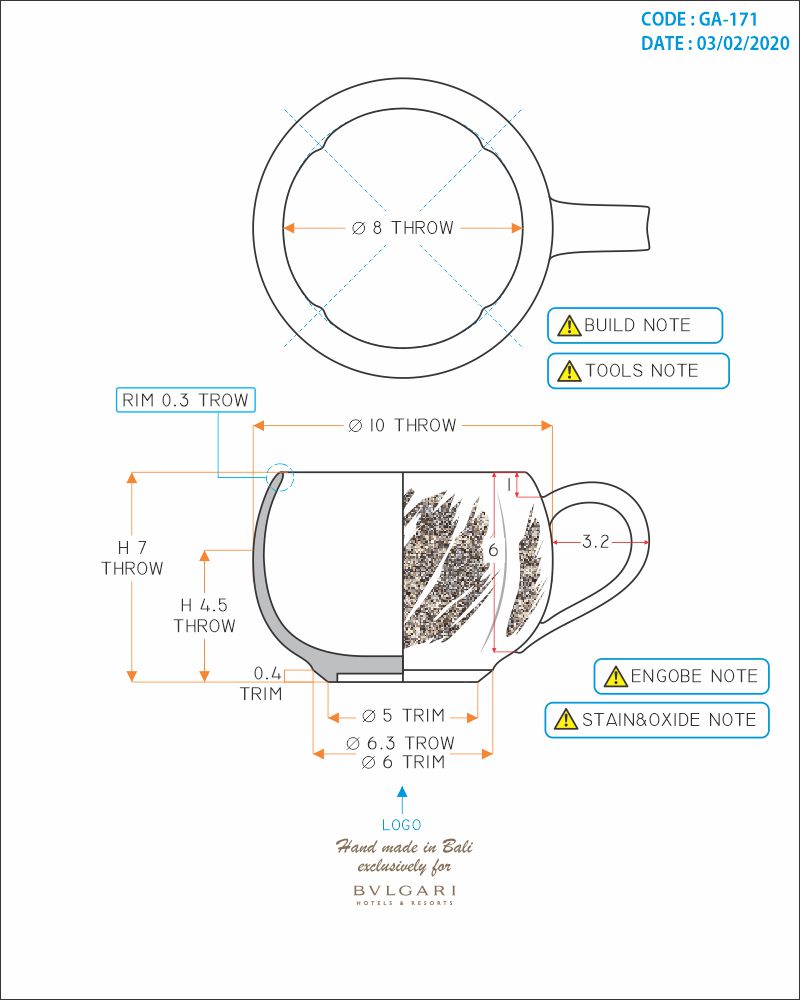 CODE : GA-171
DATE : 03/02/2020
Ø 8 THROW
BUILD NOTE
TOOLS NOTE
RIM 0.3 TROW
Ø 10 THROW
1
H 7
THROW
6
3.2
H 4.5
THROW
0.4
TRIM
ENGOBE NOTE
Ø 5 TRIM
STAIN&OXIDE NOTE
Ø 6.3 TROW
Ø 6 TRIM
LOGO
Hand made in Bali
exclusively for
BVLGARI
HOTELS & RESORTS